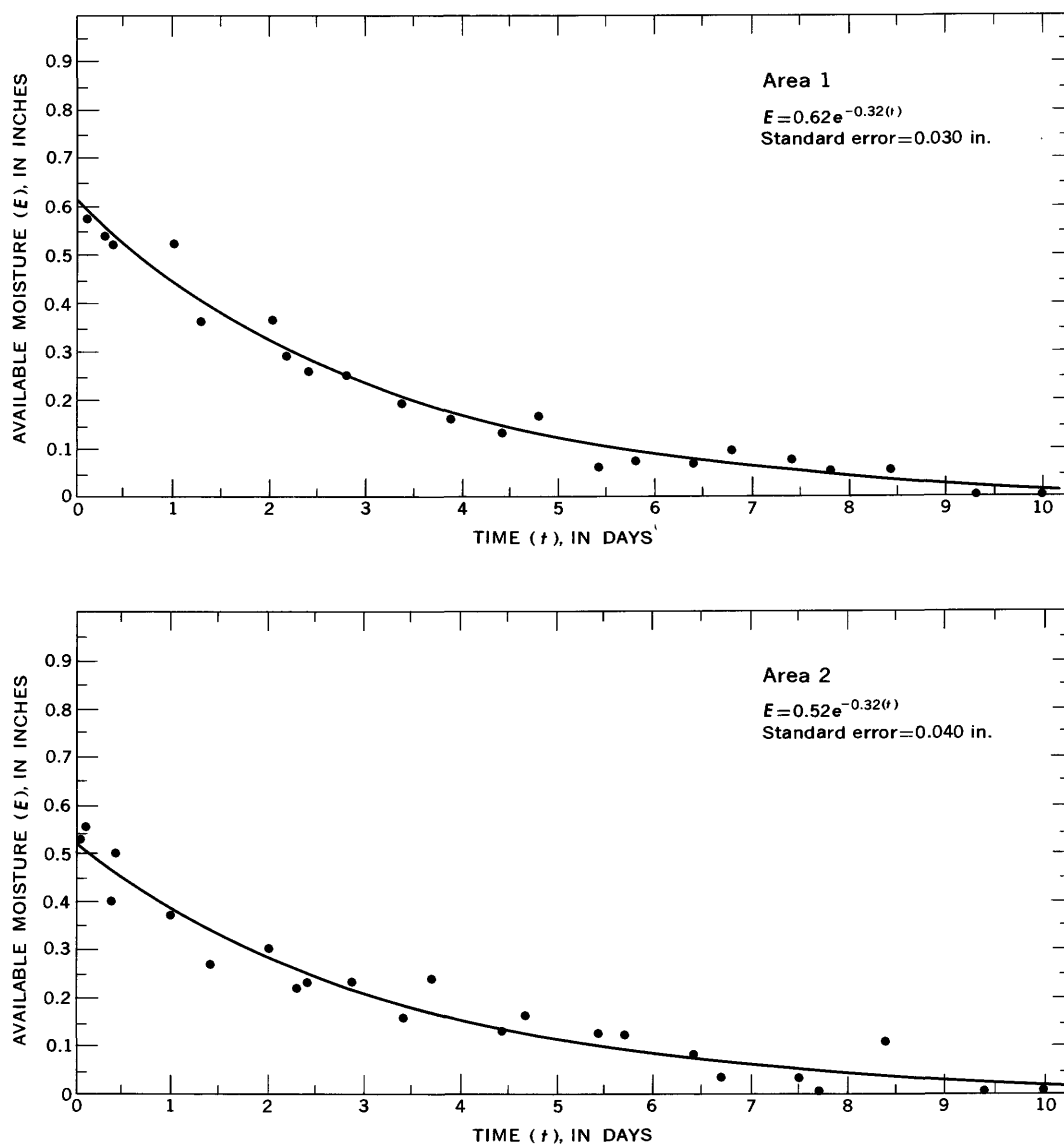 AVAILABLE MOISTURE (E), IN INCHES
0.9
0.8
0.7
0.6
0.5
0.4
0.3
0.2
0.1
0
Area 1
E=0.62e^{-0.32(t)}
Standard error=0.030 in.
0 1 2 3 4 5 6 7 8 9 10
TIME (t), IN DAYS
AVAILABLE MOISTURE (E), IN INCHES
0.9
0.8
0.7
0.6
0.5
0.4
0.3
0.2
0.1
0
Area 2
E=0.52e^{-0.32(t)}
Standard error=0.040 in.
0 1 2 3 4 5 6 7 8 9 10
TIME (t), IN DAYS